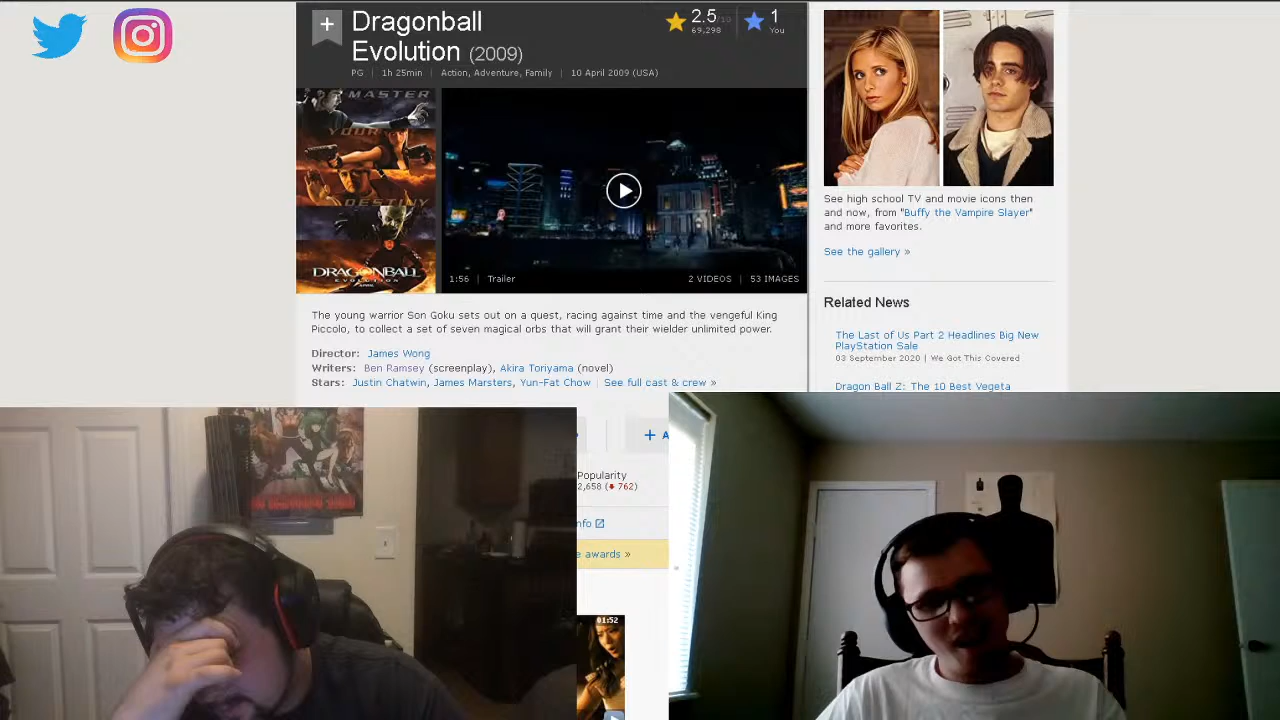 Dragonball
Evolution (2009)
2.5/10
69,298
1
You
PG | 1h 25min | Action, Adventure, Family | 10 April 2009 (USA)
MASTER
YOUR
DESTINY
DRAGONBALL
EVOLUTION
1:56 | Trailer
2 VIDEOS | 53 IMAGES
The young warrior Son Goku sets out on a quest, racing against time and the vengeful King
Piccolo, to collect a set of seven magical orbs that will grant their wielder unlimited power.
Director: James Wong
Writers: Ben Ramsey (screenplay), Akira Toriyama (novel)
Stars: Justin Chatwin, James Marsters, Yun-Fat Chow | See full cast & crew »
See high school TV and movie icons then
and now, from "Buffy the Vampire Slayer"
and more favorites.
See the gallery »
Related News
The Last of Us Part 2 Headlines Big New
PlayStation Sale
03 September 2020 | We Got This Covered
Dragon Ball Z: The 10 Best Vegeta
+ A
Popularity
2,658 (762)
nfo
e awards »
01:52